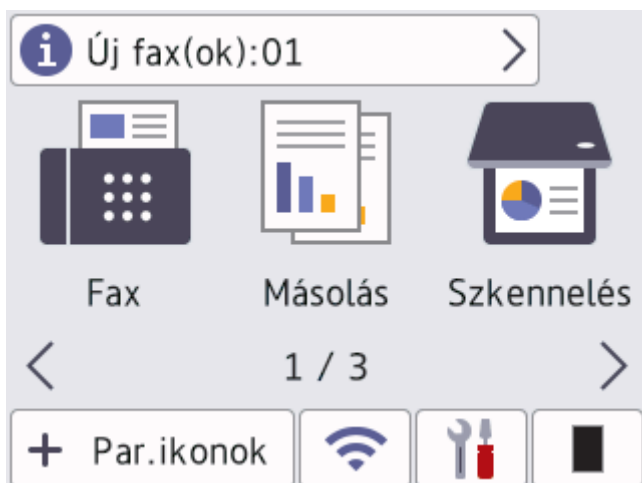 Új fax(ok):01
Fax
Másolás
Szkennelés
1 / 3
+ Par.ikonok